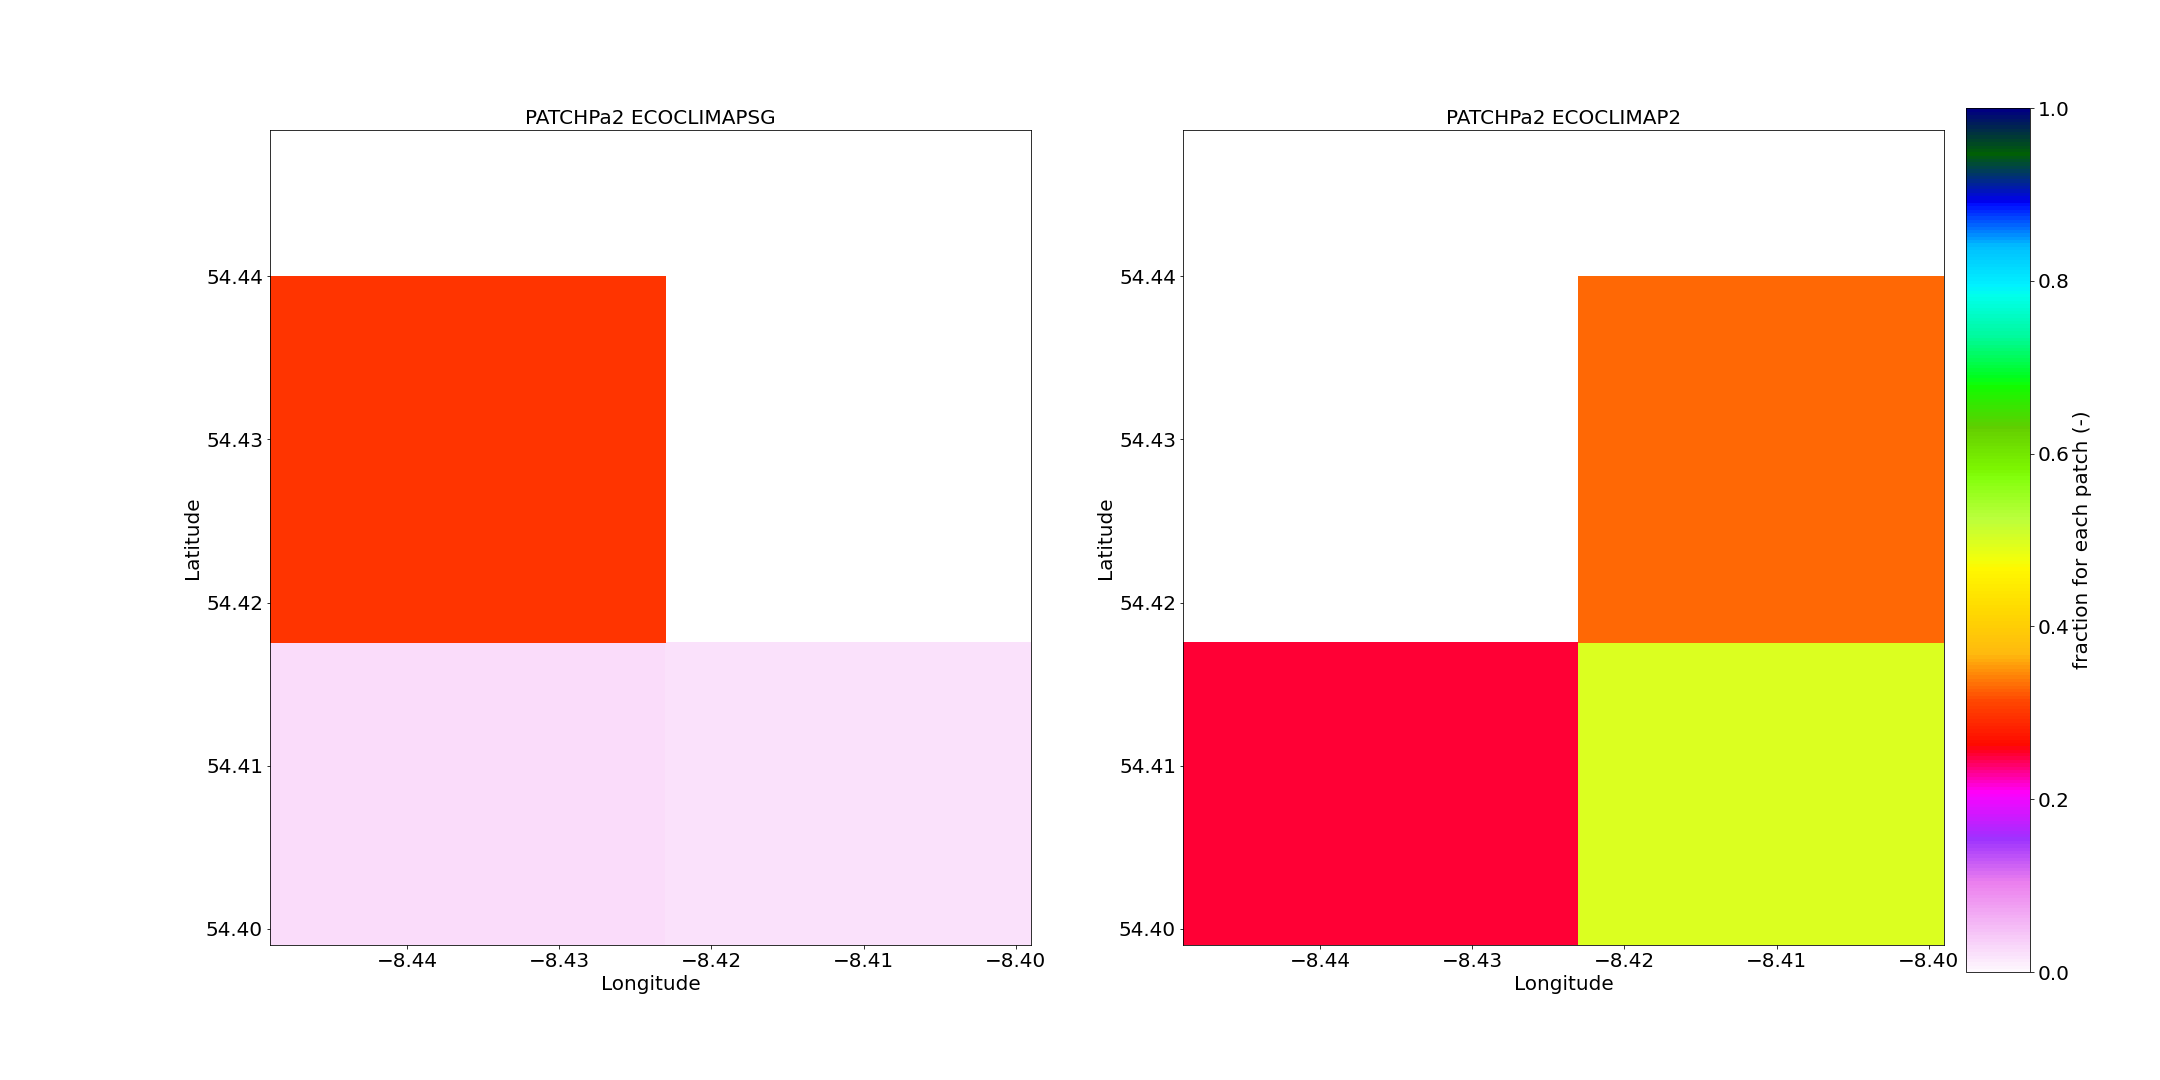 PATCHPa2 ECOCLIMAPSG
54.44
54.43
54.42
54.41
54.40
Latitude
−8.44 −8.43 −8.42 −8.41 −8.40
Longitude
PATCHPa2 ECOCLIMAP2
54.44
54.43
54.42
54.41
54.40
Latitude
−8.44 −8.43 −8.42 −8.41 −8.40
Longitude
1.0
0.8
0.6
0.4
0.2
0.0
fraction for each patch (-)